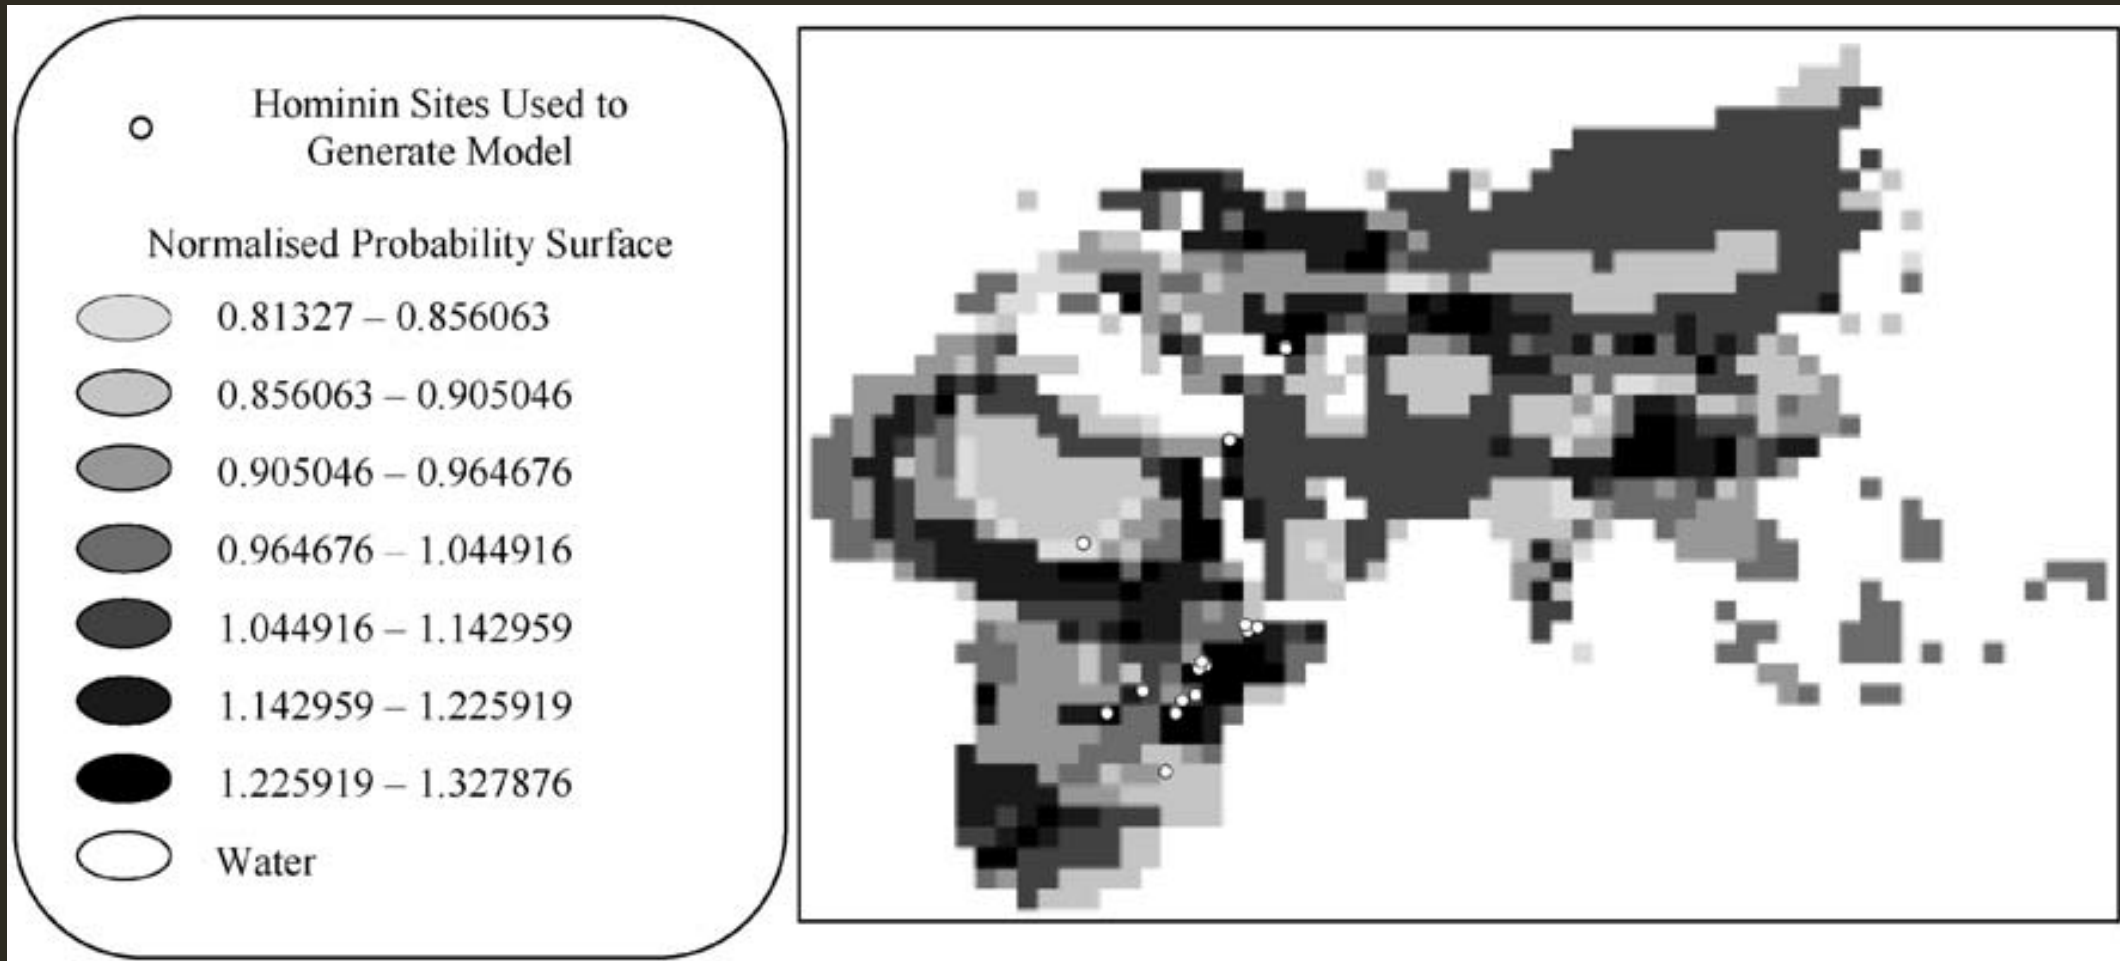 Hominin Sites Used to
Generate Model
Normalised Probability Surface
0.81327 – 0.856063
0.856063 – 0.905046
0.905046 – 0.964676
0.964676 – 1.044916
1.044916 – 1.142959
1.142959 – 1.225919
1.225919 – 1.327876
Water